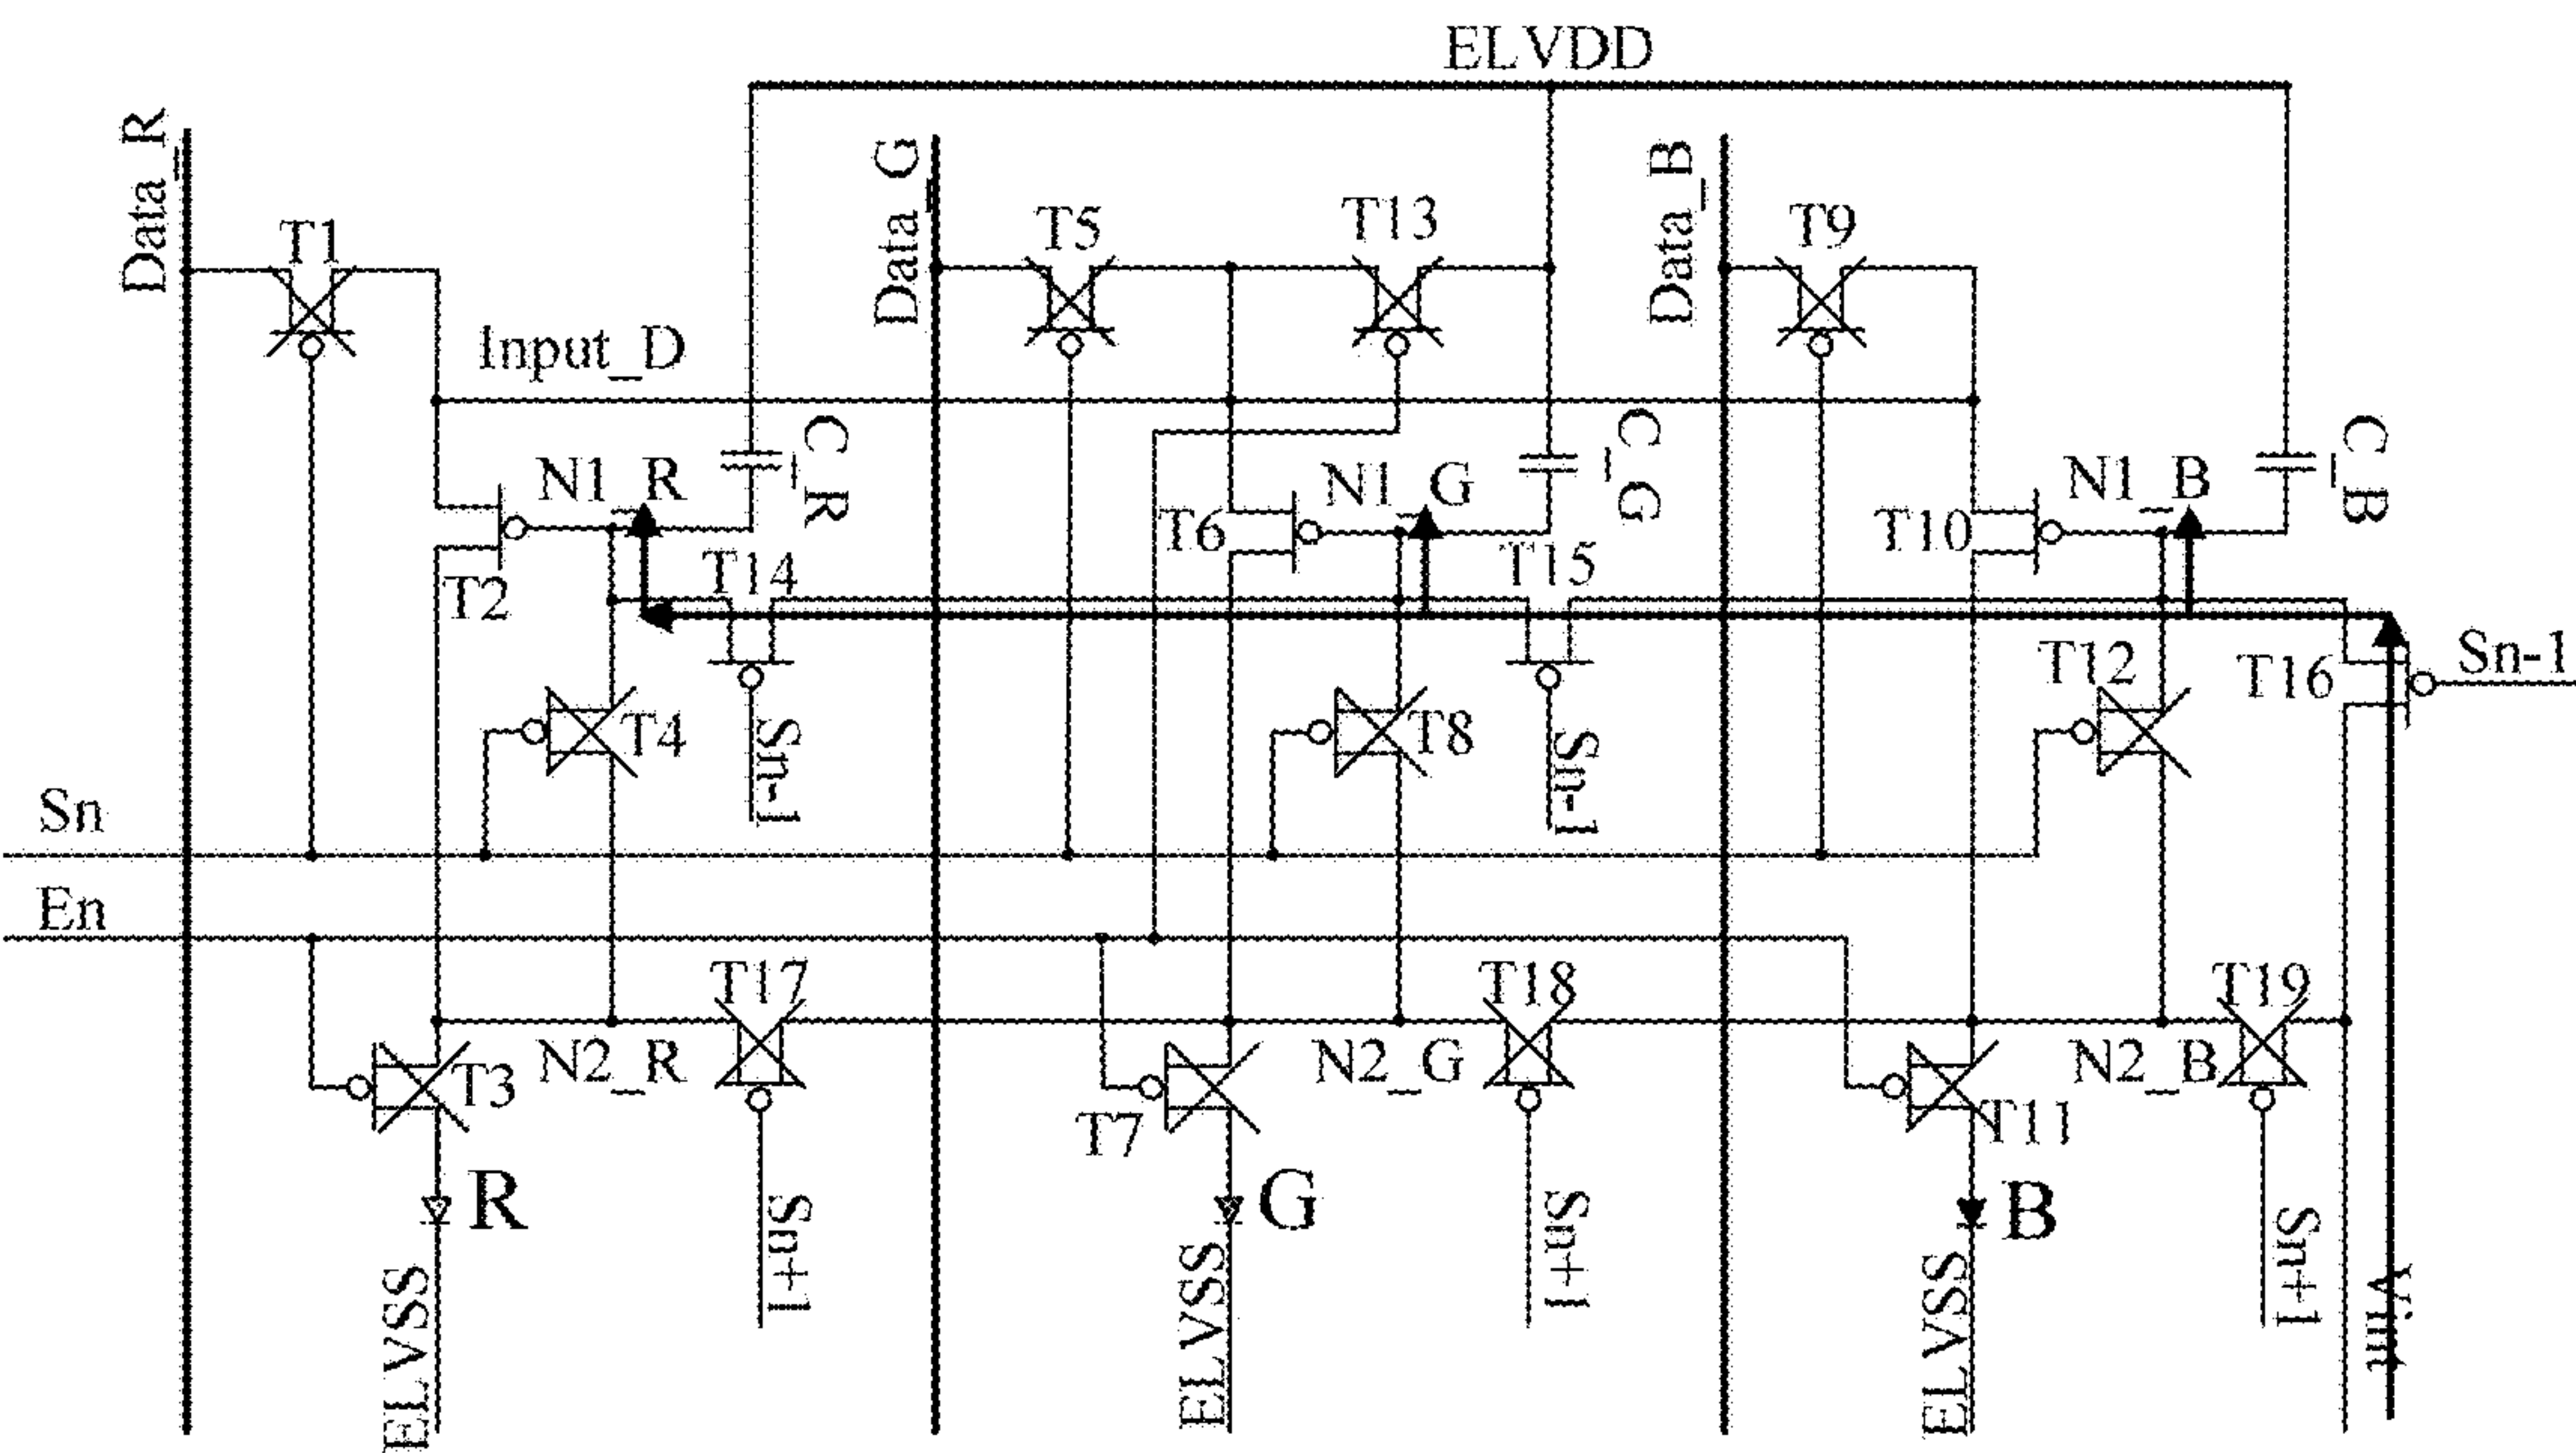 ELVDD
Data_R
Data_G
Data_B
T1
T5
T13
T9
Input_D
C_R
C_G
C_B
N1_R
N1_G
N1_B
T2
T14
T6
T15
T10
T4
T8
T12
T16
Sn-1
Sn-1
Sn-1
Sn
En
T17
T18
T19
T3
N2_R
T7
N2_G
T11
N2_B
R
G
B
Sn+1
Sn+1
Sn+1
ELVSS
ELVSS
ELVSS
Vint